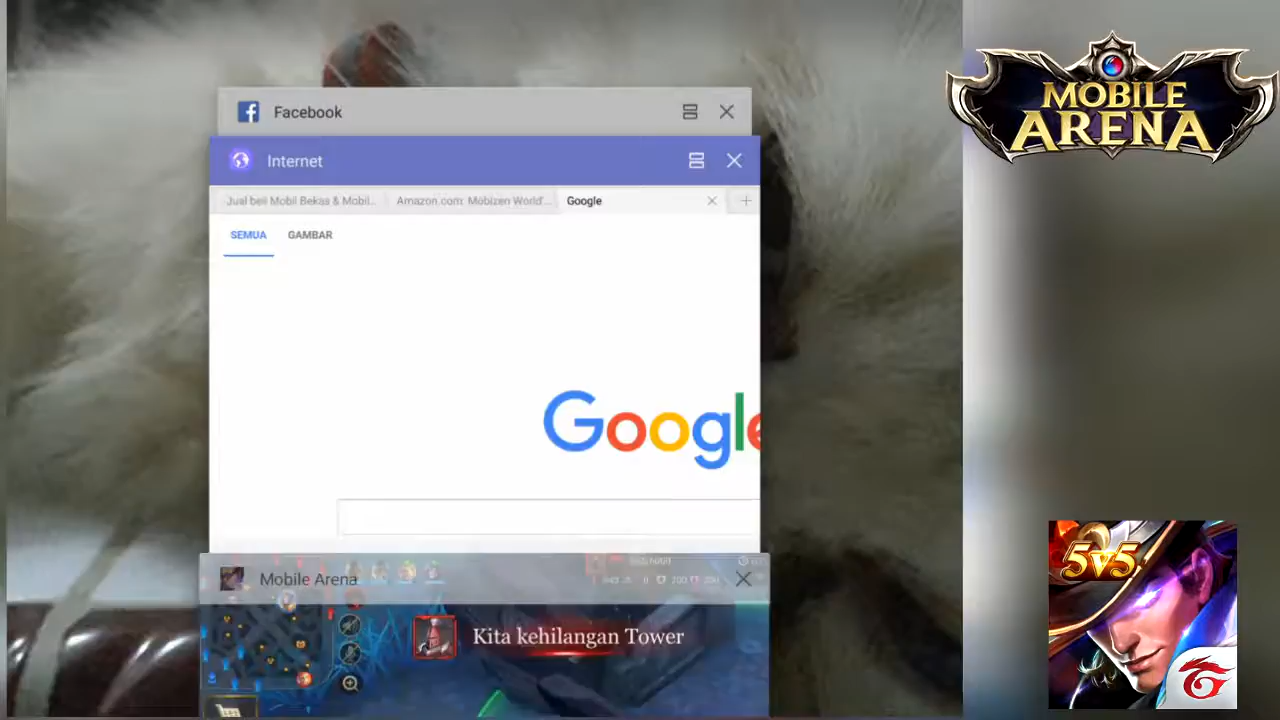 Facebook
Internet
Jual beli Mobil Bekas & Mobil...
Amazon.com: Mobizen World'...
Google
SEMUA
GAMBAR
Google
Mobile Arena
Kita kehilangan Tower
MOBILE
ARENA
5v5